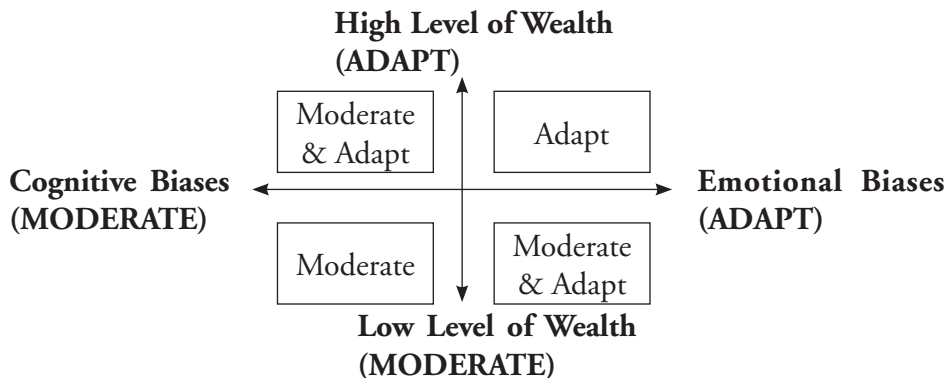 High Level of Wealth
(ADAPT)
Moderate
& Adapt
Adapt
Cognitive Biases
(MODERATE)
Emotional Biases
(ADAPT)
Moderate
Moderate
& Adapt
Low Level of Wealth
(MODERATE)